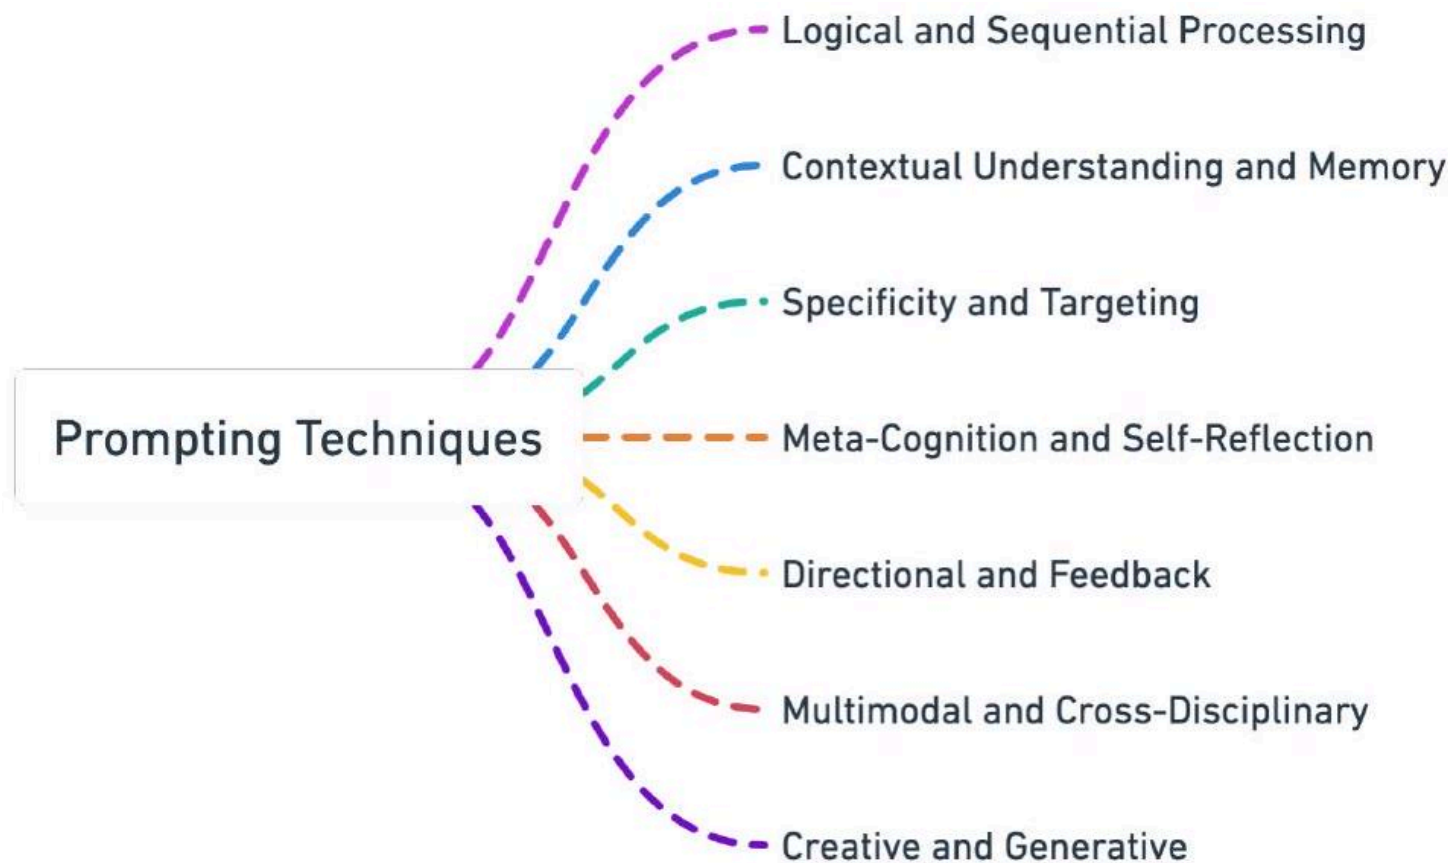 Logical and Sequential Processing
Contextual Understanding and Memory
Specificity and Targeting
Prompting Techniques
Meta-Cognition and Self-Reflection
Directional and Feedback
Multimodal and Cross-Disciplinary
Creative and Generative